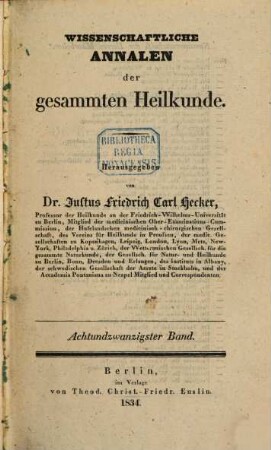 WISSENSCHAFTLICHE
ANNALEN
der
gesammten Heilkunde.
BIBLIOTHECA
REGIA
MONACENSIS
Herausgegeben
von
Dr. Justus Friedrich Carl Hecker,
Professor der Heilkunde an der Friedrich-Wilhelms-Universität
zu Berlin, Mitglied der medicinischen Ober-Examinations-Com-
mission, der Hufelandschen medicinisch-chirurgischen Gesell-
schaft, des Vereins für Heilkunde in Preußen, der medic. Ge-
sellschaften zu Kopenhagen, Leipzig, London, Lyon, Metz, New-
York, Philadelphia u. Zürich, der Wetterauischen Gesellsch. für die
gesammte Naturkunde, der Gesellsch. für Natur- und Heilkunde
zu Berlin, Bonn, Dresden und Erlangen, des Institute in Albany,
der schwedischen Gesellschaft der Aerzte in Stockholm, und der
Accademia Pontaniana zu Neapel Mitglied und Correspondenten.
Achtundzwanzigster Band.
Berlin,
im Verlage
von Theod. Christ. Friedr. Enslin.
1834.